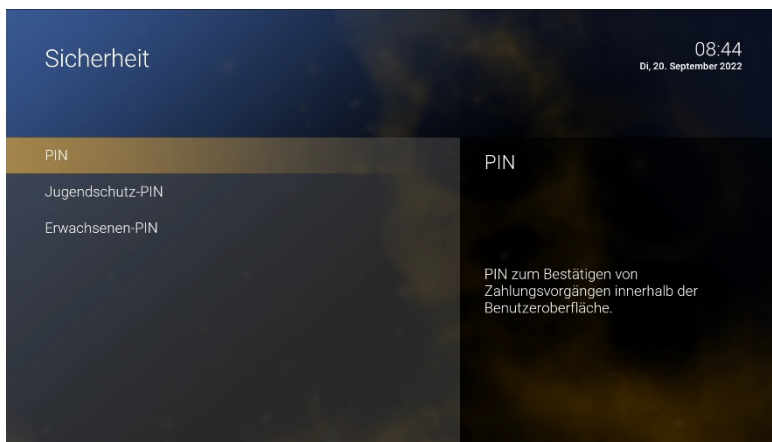 Sicherheit
08:44
Di, 20. September 2022
PIN
Jugendschutz-PIN
Erwachsenen-PIN
PIN
PIN zum Bestätigen von
Zahlungsvorgängen innerhalb der
Benutzeroberfläche.